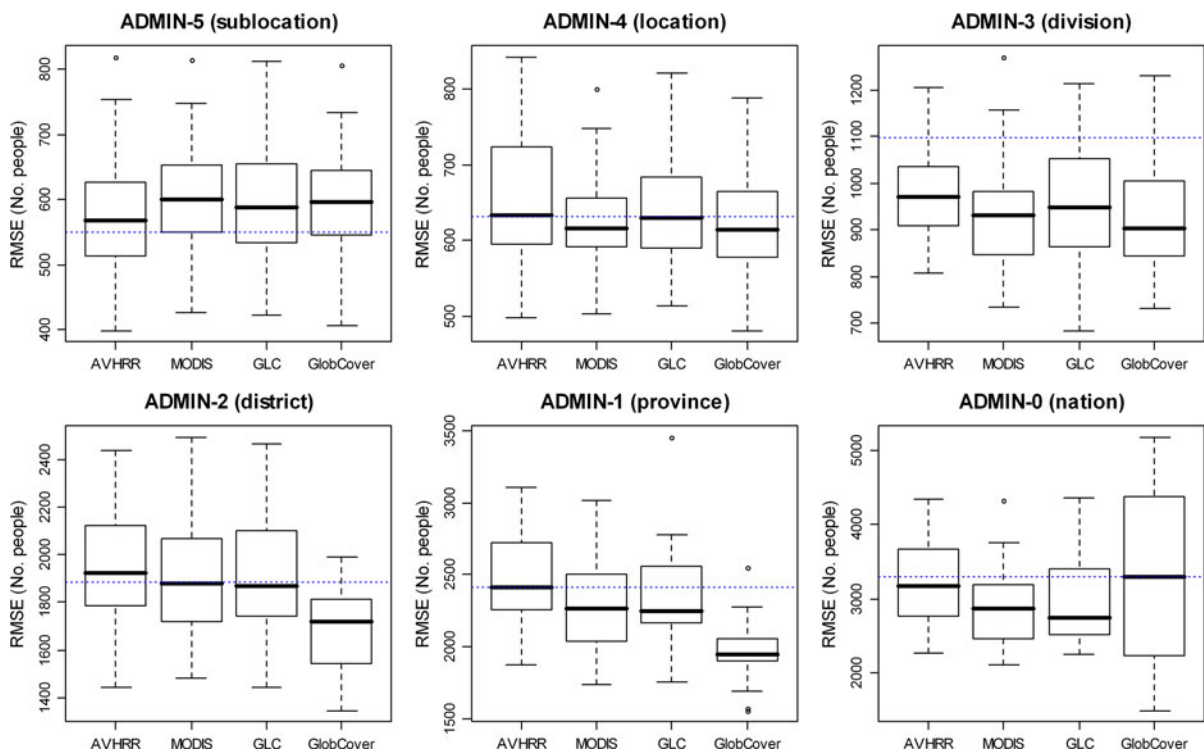 ADMIN-5 (sublocation)
RMSE (No. people)
800
700
600
500
400
AVHRR MODIS GLC GlobCover
ADMIN-4 (location)
RMSE (No. people)
800
700
600
500
AVHRR MODIS GLC GlobCover
ADMIN-3 (division)
RMSE (No. people)
1200
1100
1000
900
800
700
AVHRR MODIS GLC GlobCover
ADMIN-2 (district)
RMSE (No. people)
2400
2200
2000
1800
1600
1400
AVHRR MODIS GLC GlobCover
ADMIN-1 (province)
RMSE (No. people)
3500
3000
2500
2000
1500
AVHRR MODIS GLC GlobCover
ADMIN-0 (nation)
RMSE (No. people)
5000
4000
3000
2000
AVHRR MODIS GLC GlobCover